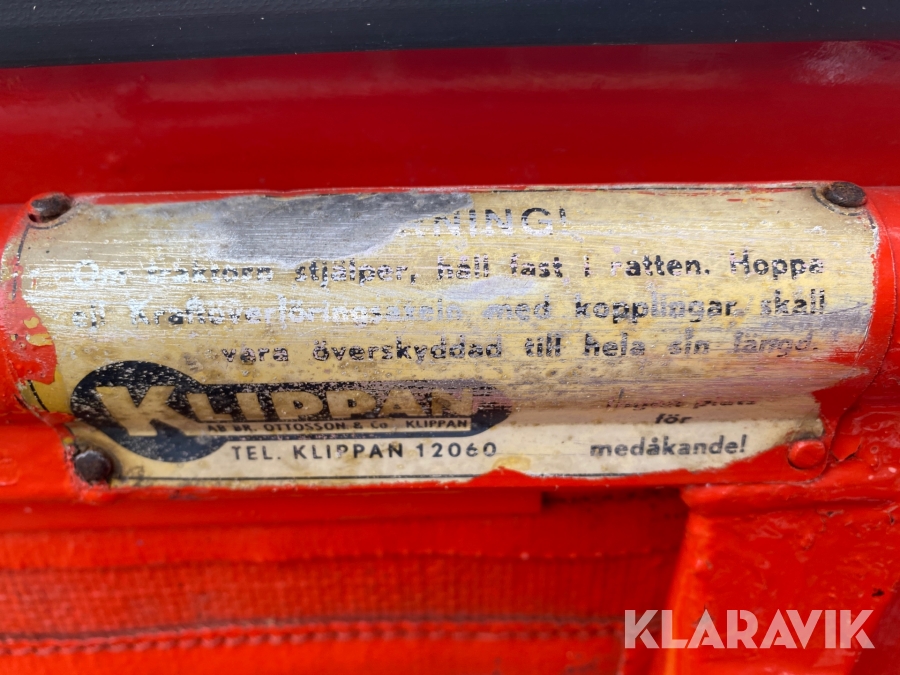 RNING!
Om traktorn stjälper, håll fast i ratten. Hoppa
ej Kraftöverföringsaxeln med kopplingar skall
vara överskyddad till hela sin längd.
KLIPPAN
AB BR. OTTOSSON & Co, KLIPPAN
TEL. KLIPPAN 12060
för
medåkande!
KLARAVIK